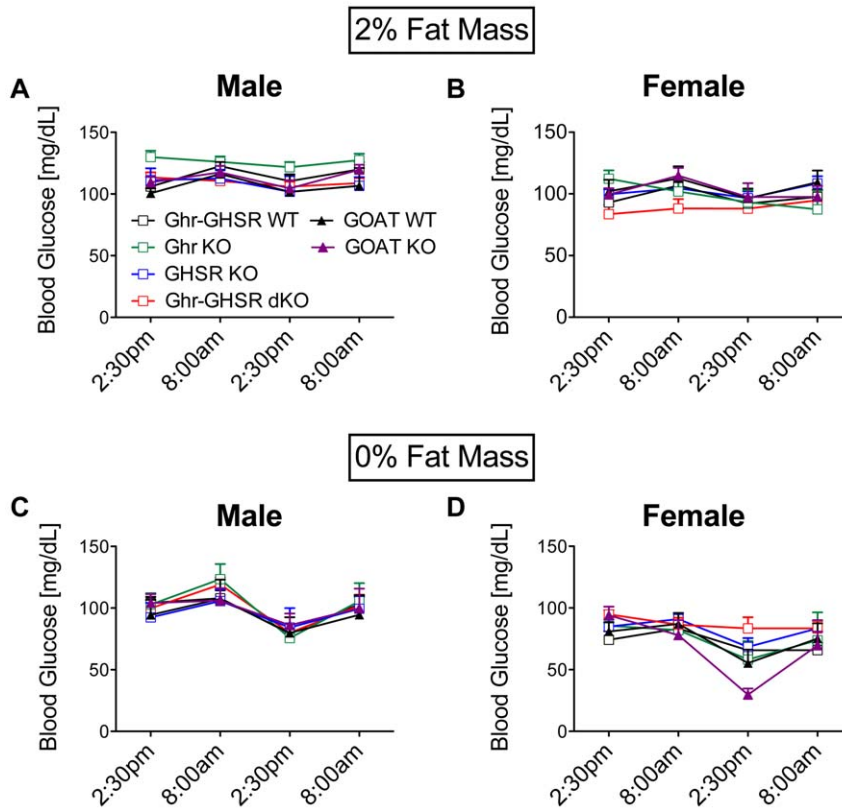 2% Fat Mass
A
Male
Blood Glucose [mg/dL]
150
100
50
0
Ghr-GHSR WT
Ghr KO
GHSR KO
Ghr-GHSR dKO
GOAT WT
GOAT KO
2:30pm
8:00am
2:30pm
8:00am
B
Female
Blood Glucose [mg/dL]
150
100
50
0
2:30pm
8:00am
2:30pm
8:00am
0% Fat Mass
C
Male
Blood Glucose [mg/dL]
150
100
50
0
2:30pm
8:00am
2:30pm
8:00am
D
Female
Blood Glucose [mg/dL]
150
100
50
0
2:30pm
8:00am
2:30pm
8:00am